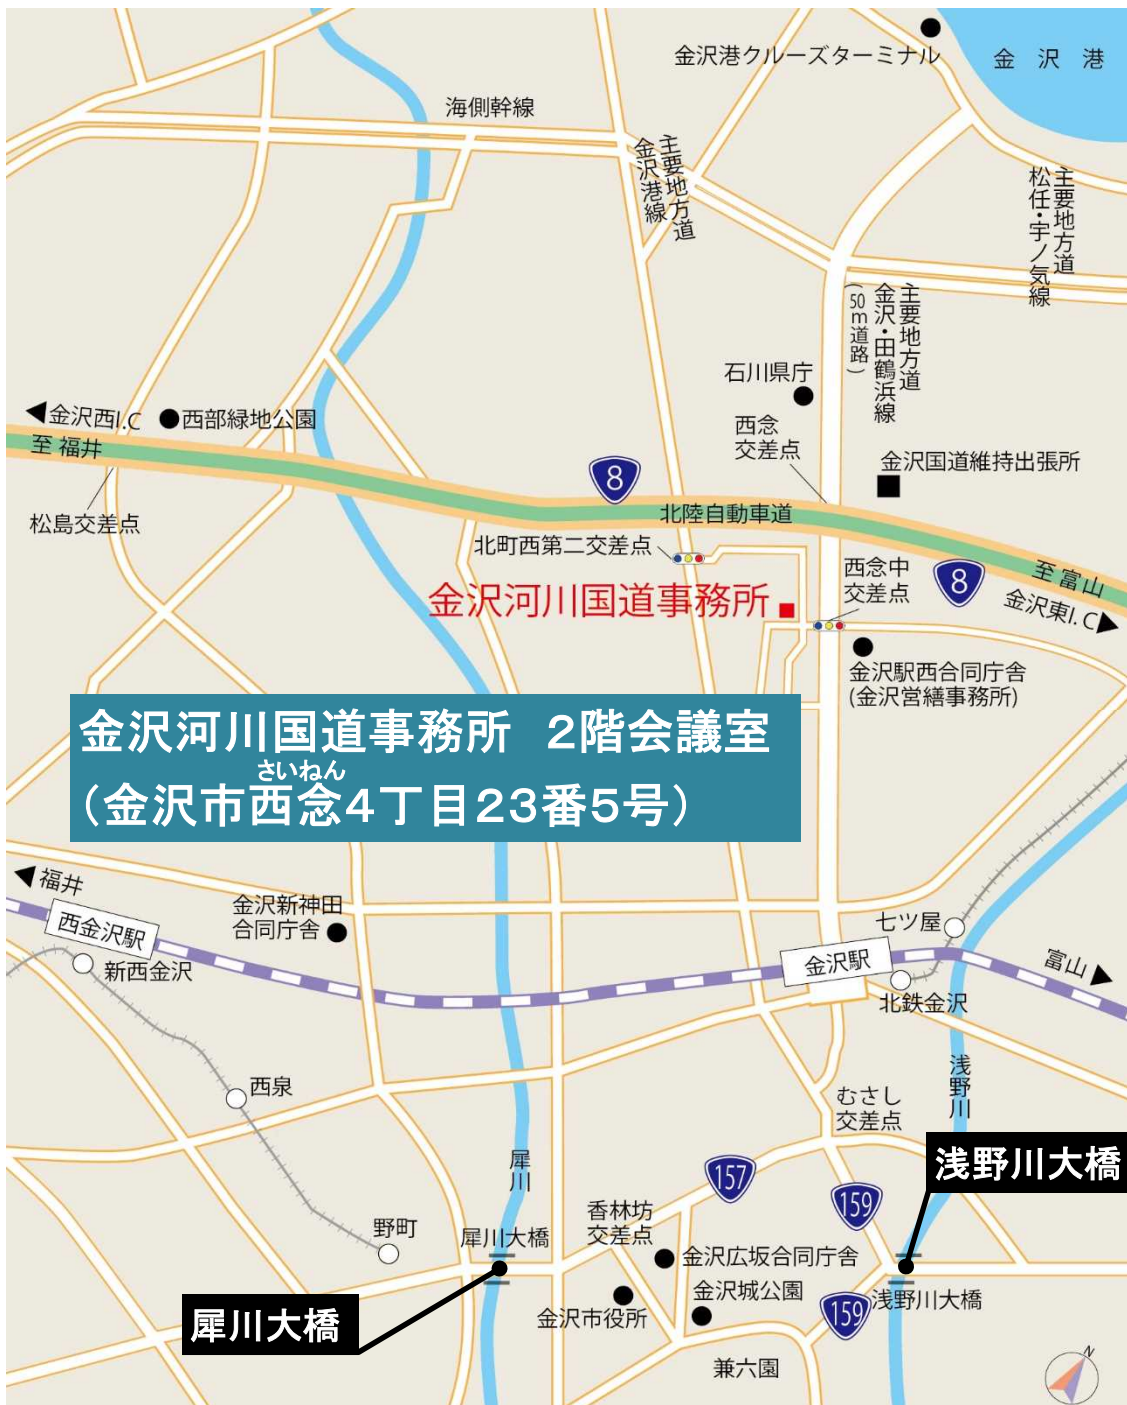 金沢港クルーズターミナル
金 沢 港
海側幹線
主要地方道
金沢港線
主要地方道
松任・宇ノ気線
主要地方道
金沢・田鶴浜線
(50m道路)
石川県庁
西念
交差点
金沢西I.C
西部緑地公園
至 福井
松島交差点
8
金沢国道維持出張所
北陸自動車道
北町西第二交差点
西念中
交差点
8
至 富山
金沢東I.C
金沢河川国道事務所
金沢駅西合同庁舎
(金沢営繕事務所)
金沢河川国道事務所 2階会議室
さいねん
(金沢市西念4丁目23番5号)
福井
西金沢駅
新西金沢
金沢新神田
合同庁舎
七ツ屋
金沢駅
富山
北鉄金沢
西泉
浅野川
むさし
交差点
浅野川大橋
犀川
157
159
香林坊
交差点
野町
犀川大橋
金沢広坂合同庁舎
金沢城公園
金沢市役所
159
浅野川大橋
犀川大橋
兼六園
N